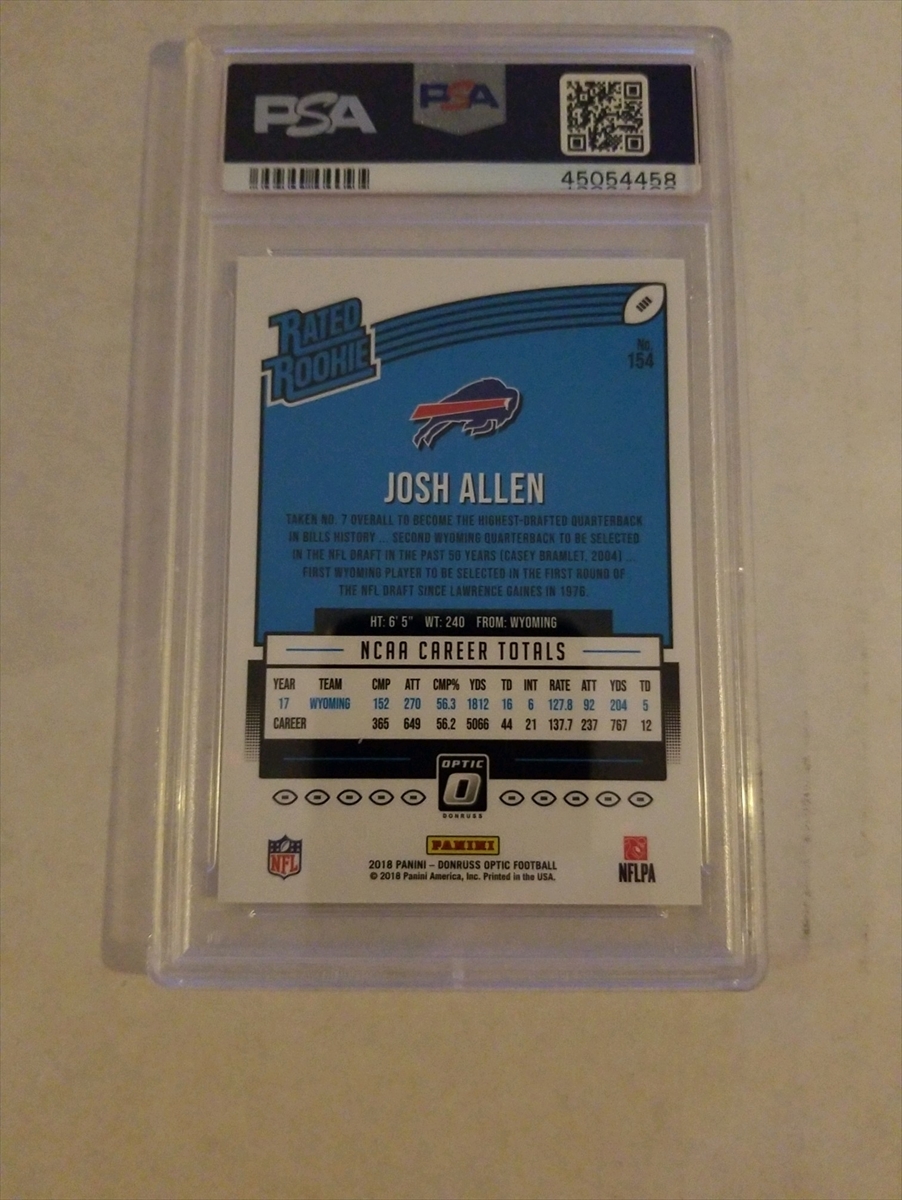 PSA
PSA
45054458
RATED
ROOKIE
No.
154
JOSH ALLEN
TAKEN NO. 7 OVERALL TO BECOME THE HIGHEST-DRAFTED QUARTERBACK
IN BILLS HISTORY ... SECOND WYOMING QUARTERBACK TO BE SELECTED
IN THE NFL DRAFT IN THE PAST 50 YEARS (CASEY BRAMLET, 2004) ...
FIRST WYOMING PLAYER TO BE SELECTED IN THE FIRST ROUND OF
THE NFL DRAFT SINCE LAWRENCE GAINES IN 1976.
HT: 6' 5" WT: 240 FROM: WYOMING
NCAA CAREER TOTALS
YEAR TEAM CMP ATT CMP% YDS TD INT RATE ATT YDS TD
17 WYOMING 152 270 56.3 1812 16 6 127.8 92 204 5
CAREER 365 649 56.2 5066 44 21 137.7 237 767 12
OPTIC
O
DONRUSS
NFL
PANINI
2018 PANINI – DONRUSS OPTIC FOOTBALL
© 2018 Panini America, Inc. Printed in the USA.
NFLPA